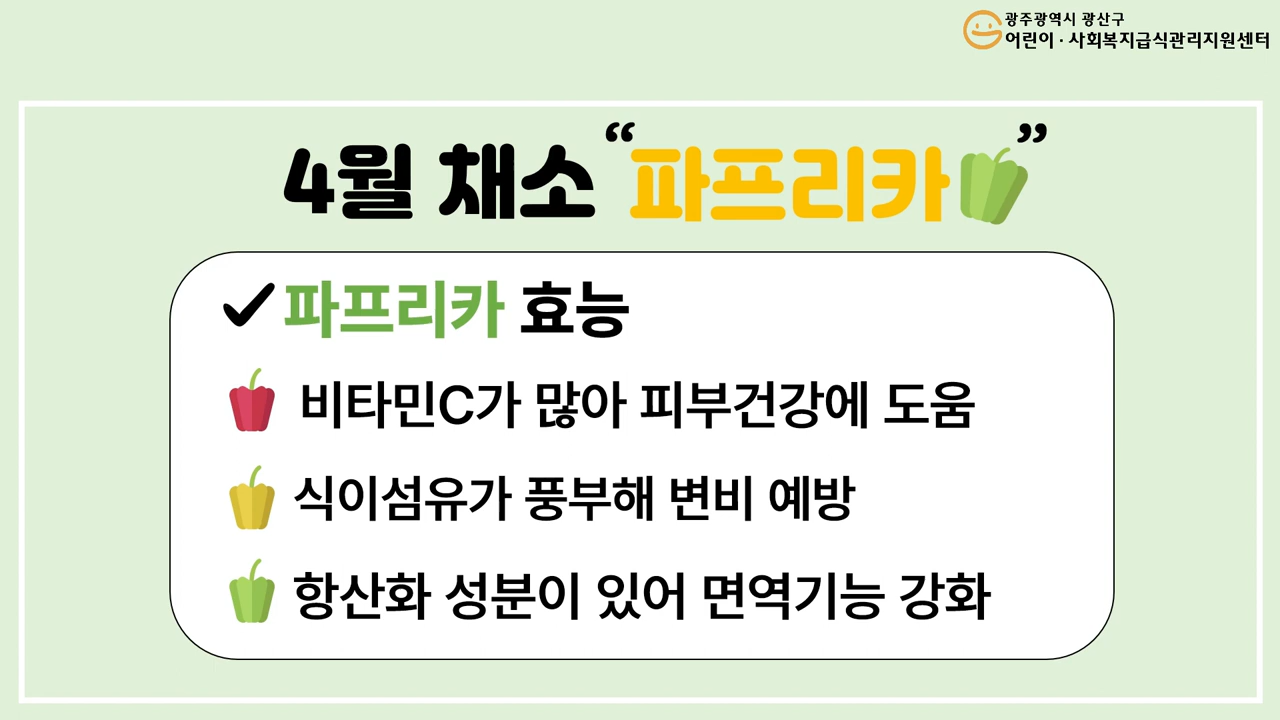 광주광역시 광산구
어린이·사회복지급식관리지원센터
4월 채소 “파프리카”
파프리카 효능
비타민C가 많아 피부건강에 도움
식이섬유가 풍부해 변비 예방
항산화 성분이 있어 면역기능 강화